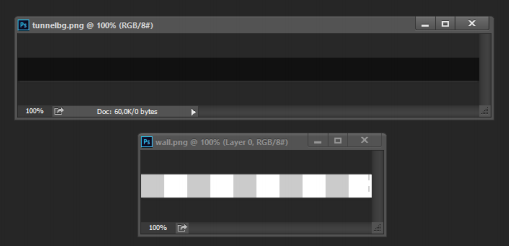 Ps tunnelbg.png @ 100% (RGB/8#)
100% Doc: 60,0K/0 bytes
Ps wall.png @ 100% (Layer 0, RGB/8#)
100%